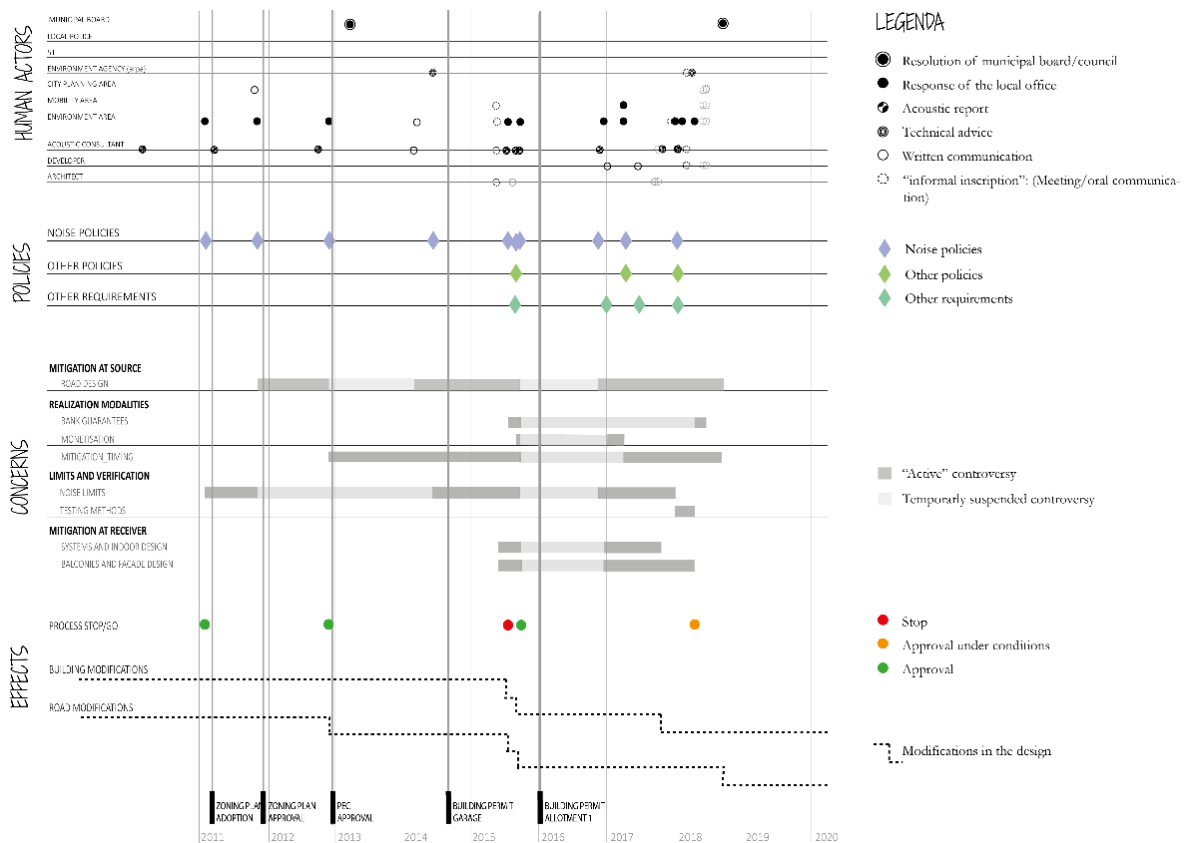 HUMAN ACTORS
MUNICIPAL BOARD
LOCAL POLICE
ST
ENVIRONMENT AGENCY (arpa)
CITY PLANNING AREA
MOBILITY AREA
ENVIRONMENT AREA
ACOUSTIC CONSULTANT
DEVELOPER
ARCHITECT
LEGENDA
Resolution of municipal board/council
Response of the local office
Acoustic report
Technical advice
Written communication
“informal inscription”: (Meeting/oral communica-
tion)
POLICIES
NOISE POLICIES
OTHER POLICIES
OTHER REQUIREMENTS
Noise policies
Other policies
Other requirements
CONCERNS
MITIGATION AT SOURCE
ROAD DESIGN
REALIZATION MODALITIES
BANK GUARANTEES
MONETISATION
MITIGATION_TIMING
LIMITS AND VERIFICATION
NOISE LIMITS
TESTING METHODS
MITIGATION AT RECEIVER
SYSTEMS AND INDOOR DESIGN
BALCONIES AND FACADE DESIGN
“Active” controversy
Temporarly suspended controversy
EFFECTS
PROCESS STOP/GO
BUILDING MODIFICATIONS
ROAD MODIFICATIONS
Stop
Approval under conditions
Approval
Modifications in the design
ZONING PLAN
ADOPTION
ZONING PLAN
APPROVAL
PEC
APPROVAL
BUILDING PERMIT
GARAGE
BUILDING PERMIT
ALLOTMENT 1
2011 2012 2013 2014 2015 2016 2017 2018 2019 2020